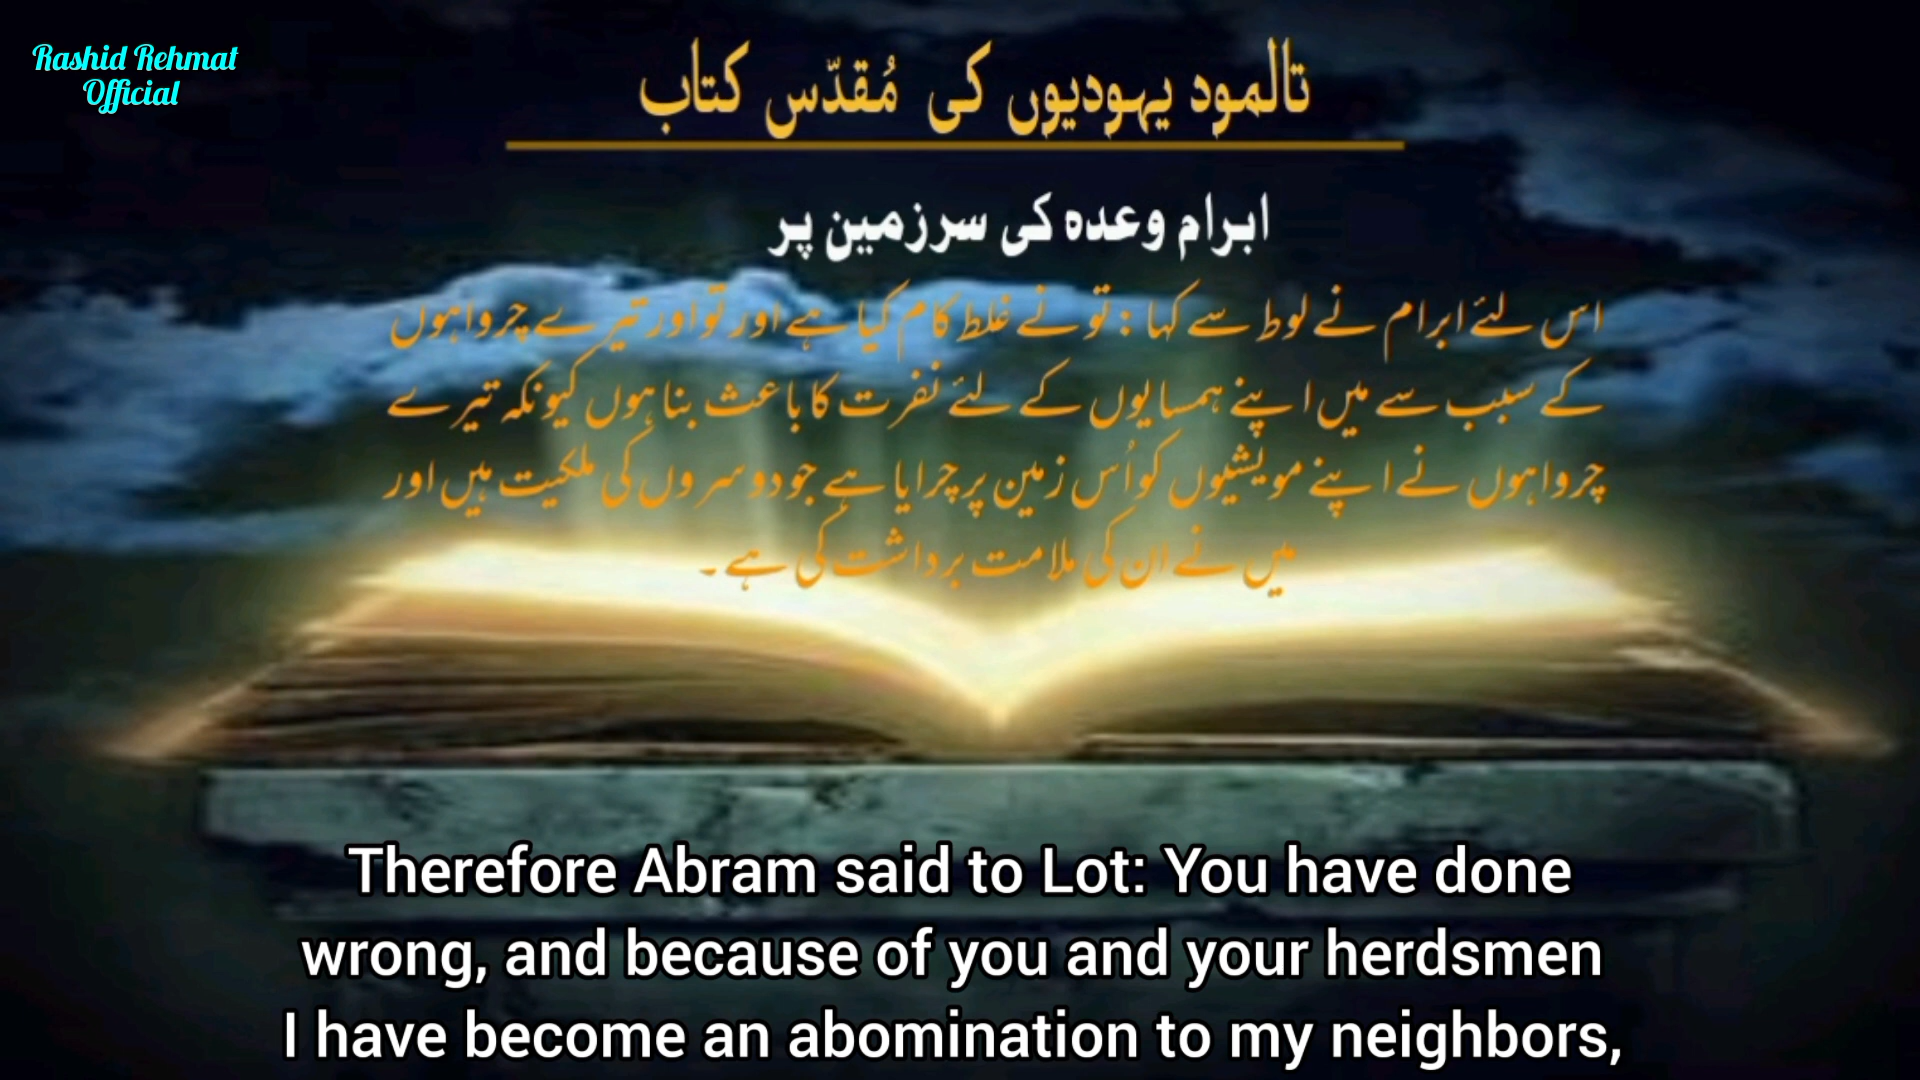 Rashid Rehmat
Official
تالمود یہودیوں کی مُقدّس کتاب
ابرام وعدہ کی سرزمین پر
اس لئے ابرام نے لوط سے کہا : تو نے غلط کام کیا ہے اور تو اور تیرے چرواہوں
کے سبب سے میں اپنے ہمسایوں کے لئے نفرت کا باعث بنا ہوں کیونکہ تیرے
چرواہوں نے اپنے مویشیوں کو اُس زمین پر چرایا ہے جو دوسروں کی ملکیت ہیں اور
میں نے ان کی ملامت برداشت کی ہے ۔
Therefore Abram said to Lot: You have done
wrong, and because of you and your herdsmen
I have become an abomination to my neighbors,